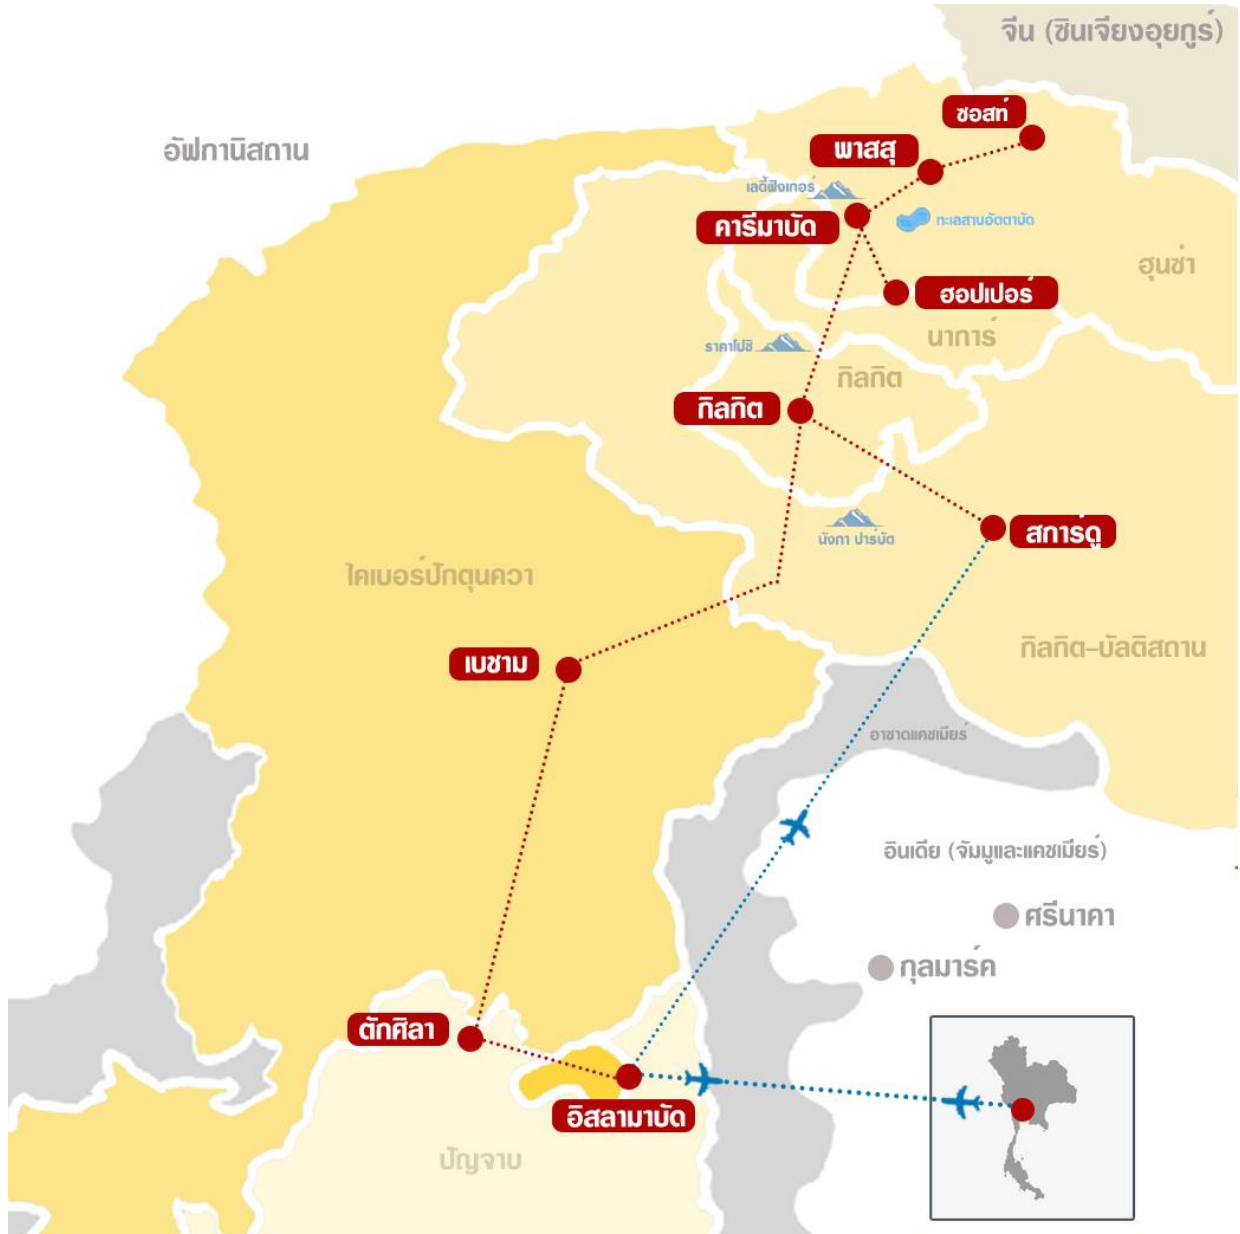 จีน (ซินเจียงอุยกูร์)
ซอสท์
อัฟกานิสถาน
พาสสุ
เลดี้ฟิงเกอร์
คารีมาบัด
ทะเลสาบอัตตาบัด
ฮุนซ่า
ฮอปเปอร์
นาการ์
ราคาโปชิ
กิลกิต
กิลกิต
สการ์ดู
นังกา ปาร์บัต
ไคเบอร์ปักตุนควา
กิลกิต-บัลติสถาน
เบชาม
อาซาดแคชเมียร์
อินเดีย (จัมมูและแคชเมียร์)
ศรีนาคา
กุลมาร์ค
ตักศิลา
อิสลามาบัด
ปัญจาบ